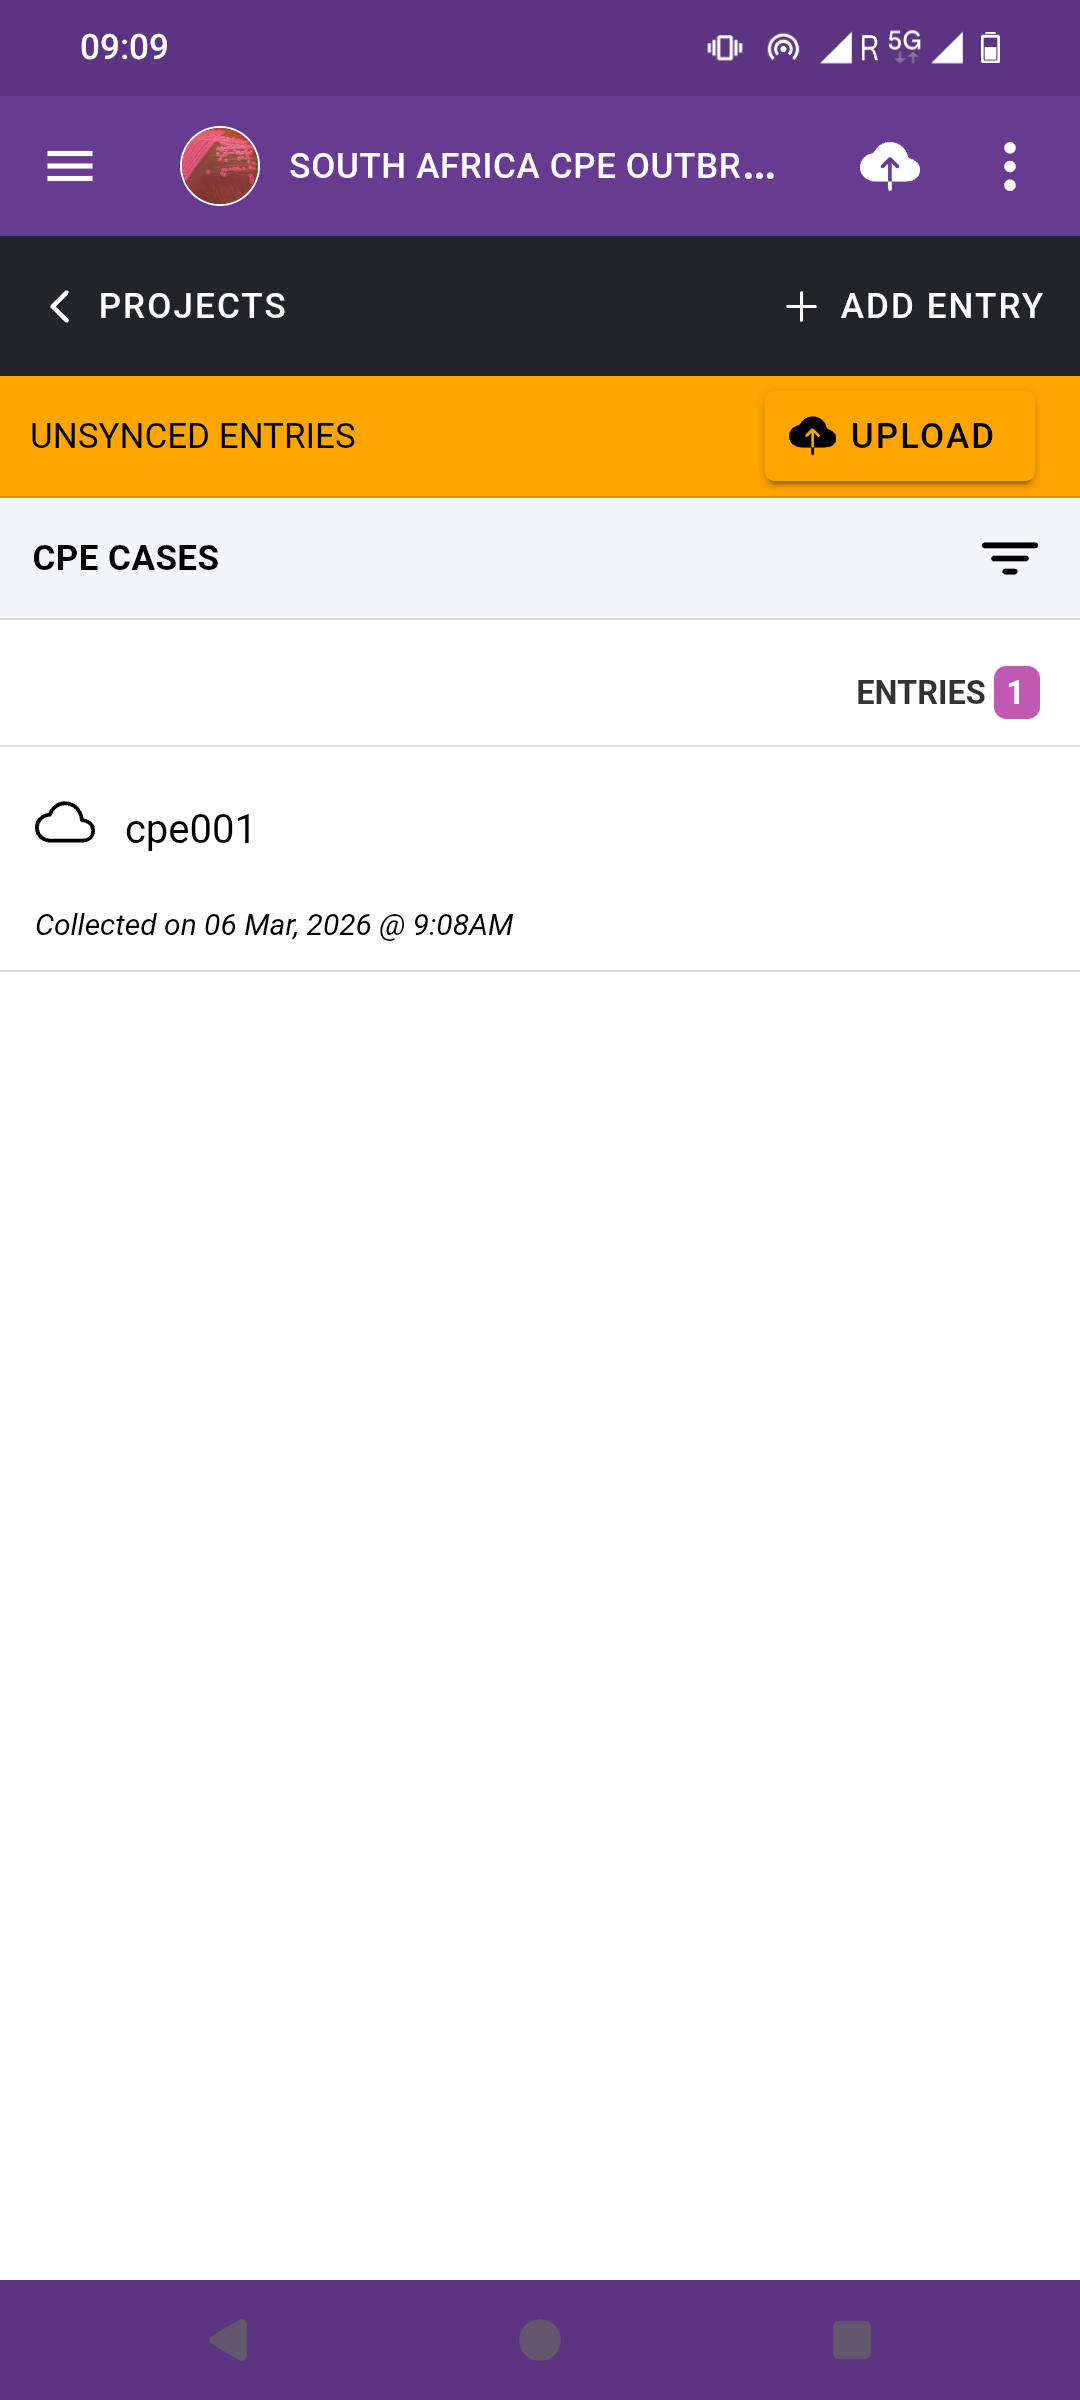 09:09
R 5G
SOUTH AFRICA CPE OUTBR...
PROJECTS
ADD ENTRY
UNSYNCED ENTRIES
UPLOAD
CPE CASES
ENTRIES 1
cpe001
Collected on 06 Mar, 2026 @ 9:08AM